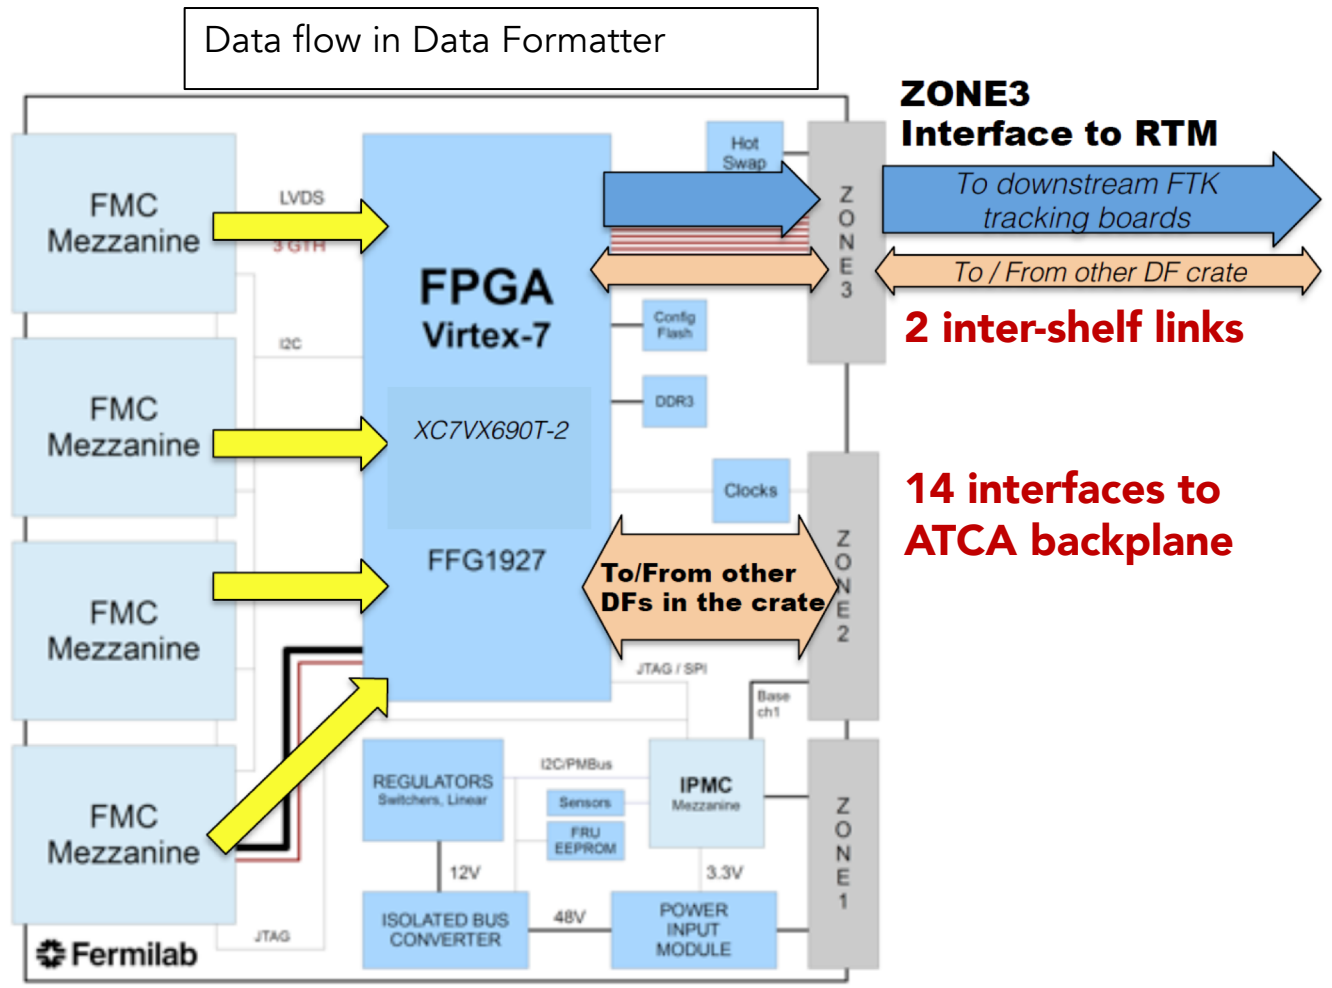 Data flow in Data Formatter
ZONE3
Interface to RTM
To downstream FTK
tracking boards
To / From other DF crate
2 inter-shelf links
14 interfaces to
ATCA backplane
FMC
Mezzanine
LVDS
3 GTH
I2C
FMC
Mezzanine
FMC
Mezzanine
FMC
Mezzanine
JTAG
Fermilab
FPGA
Virtex-7
XC7VX690T-2
FFG1927
Hot
Swap
Config
Flash
DDR3
Clocks
To/From other
DFs in the crate
JTAG / SPI
Base
ch1
ZONE3
ZONE2
ZONE1
REGULATORS
Switchers, Linear
I2C/PMBus
Sensors
FRU
EEPROM
IPMC
Mezzanine
12V
3.3V
ISOLATED BUS
CONVERTER
48V
POWER
INPUT
MODULE